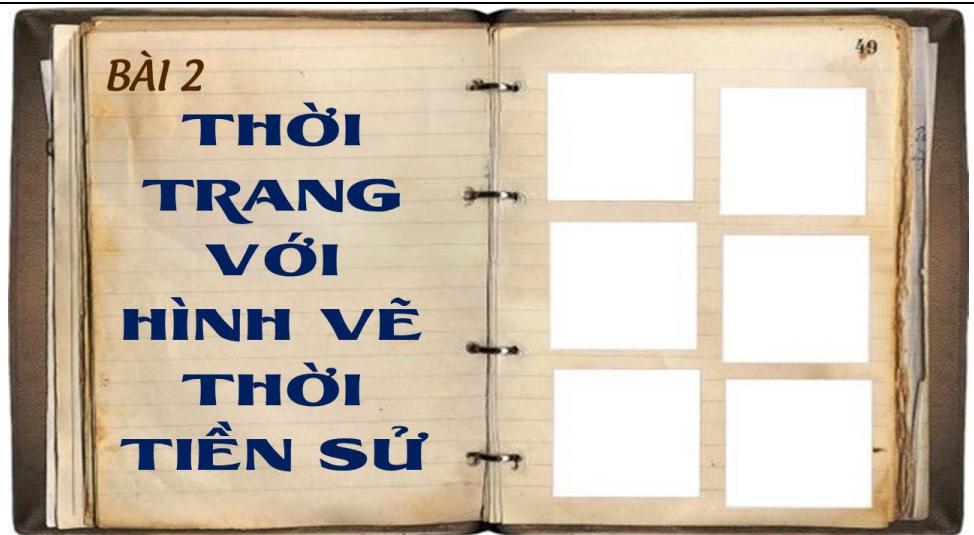 BÀI 2
THỜI
TRANG
VỚI
HÌNH VẼ
THỜI
TIỀN SỬ
49